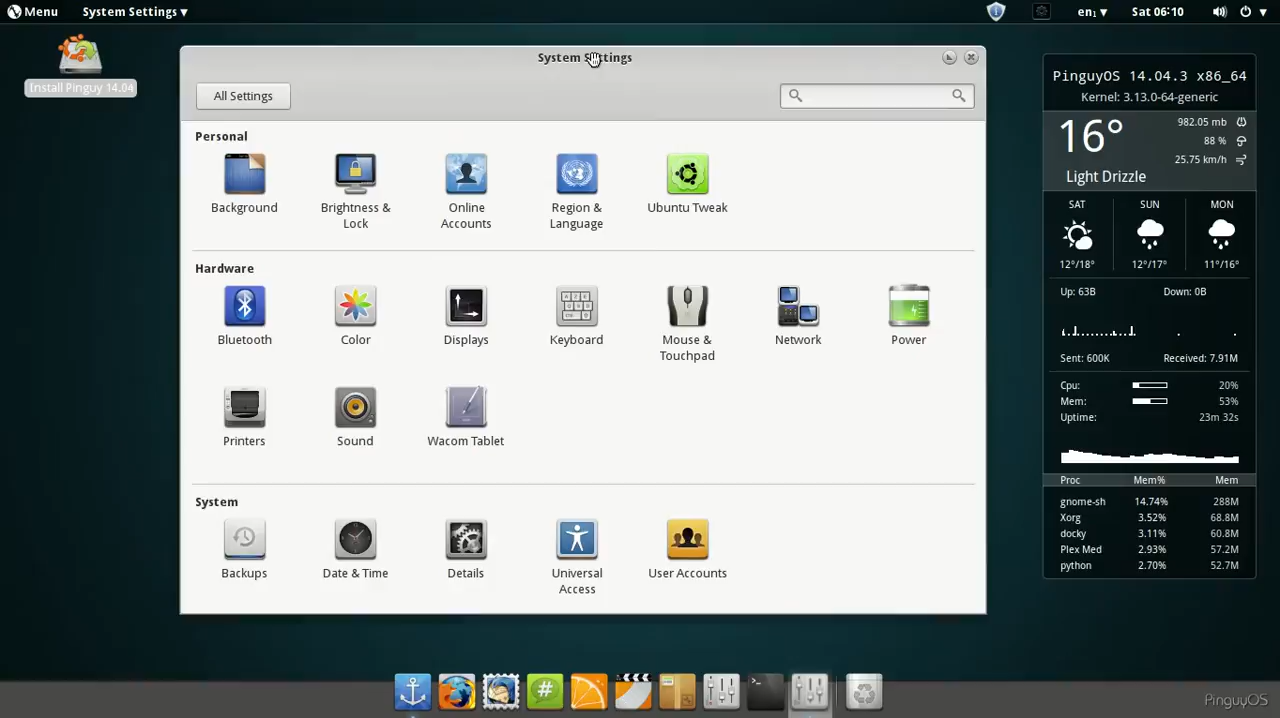 Menu
System Settings ▾
en₁ ▾
Sat 06:10
Install Pinguy 14.04
System Settings
All Settings
Personal
Background
Brightness &
Lock
Online
Accounts
Region &
Language
Ubuntu Tweak
Hardware
Bluetooth
Color
Displays
Keyboard
Mouse &
Touchpad
Network
Power
Printers
Sound
Wacom Tablet
System
Backups
Date & Time
Details
Universal
Access
User Accounts
PinguyOS 14.04.3 x86_64
Kernel: 3.13.0-64-generic
16°
982.05 mb
88 %
25.75 km/h
Light Drizzle
SAT SUN MON
12°/18° 12°/17° 11°/16°
Up: 63B Down: 0B
Sent: 600K Received: 7.91M
Cpu: 20%
Mem: 53%
Uptime: 23m 32s
Proc Mem% Mem
gnome-sh 14.74% 288M
Xorg 3.52% 68.8M
docky 3.11% 60.8M
Plex Med 2.93% 57.2M
python 2.70% 52.7M
PinguyOS